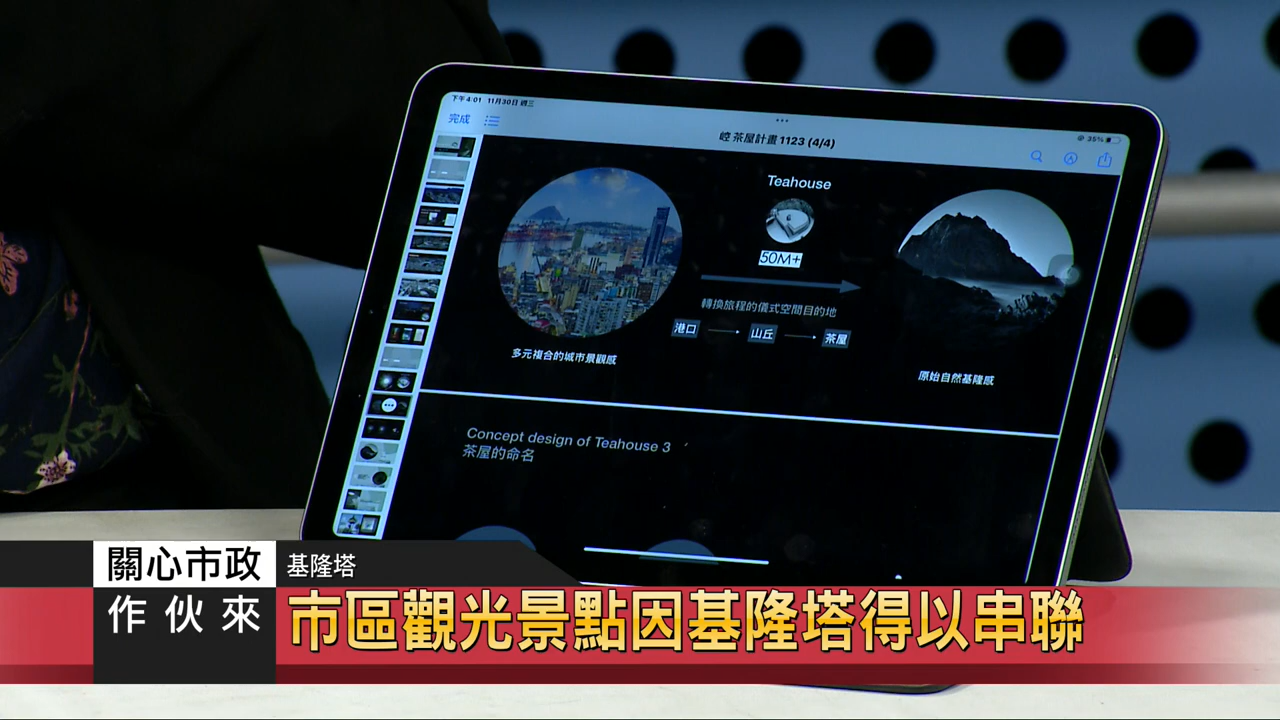 下午4:01 11月30日 週三
35%
完成
崆 茶屋計畫 1123 (4/4)
Teahouse
50M+
轉換旅程的儀式空間目的地
港口
山丘
茶屋
多元複合的城市景觀感
原始自然基隆感
Concept design of Teahouse 3
茶屋的命名
關心市政
基隆塔
作伙來
市區觀光景點因基隆塔得以串聯